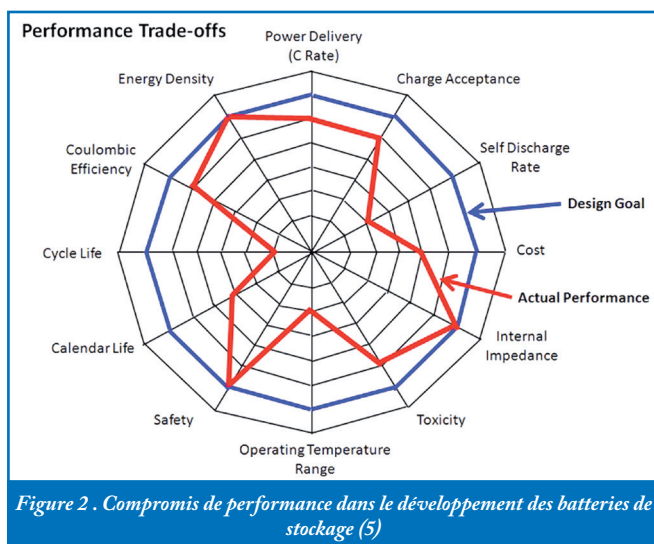 Performance Trade-offs
Power Delivery
(C Rate)
Energy Density
Charge Acceptance
Coulombic
Efficiency
Self Discharge
Rate
Design Goal
Cycle Life
Cost
Actual Performance
Calendar Life
Internal
Impedance
Safety
Toxicity
Operating Temperature
Range
Figure 2 . Compromis de performance dans le développement des batteries de
stockage (5)